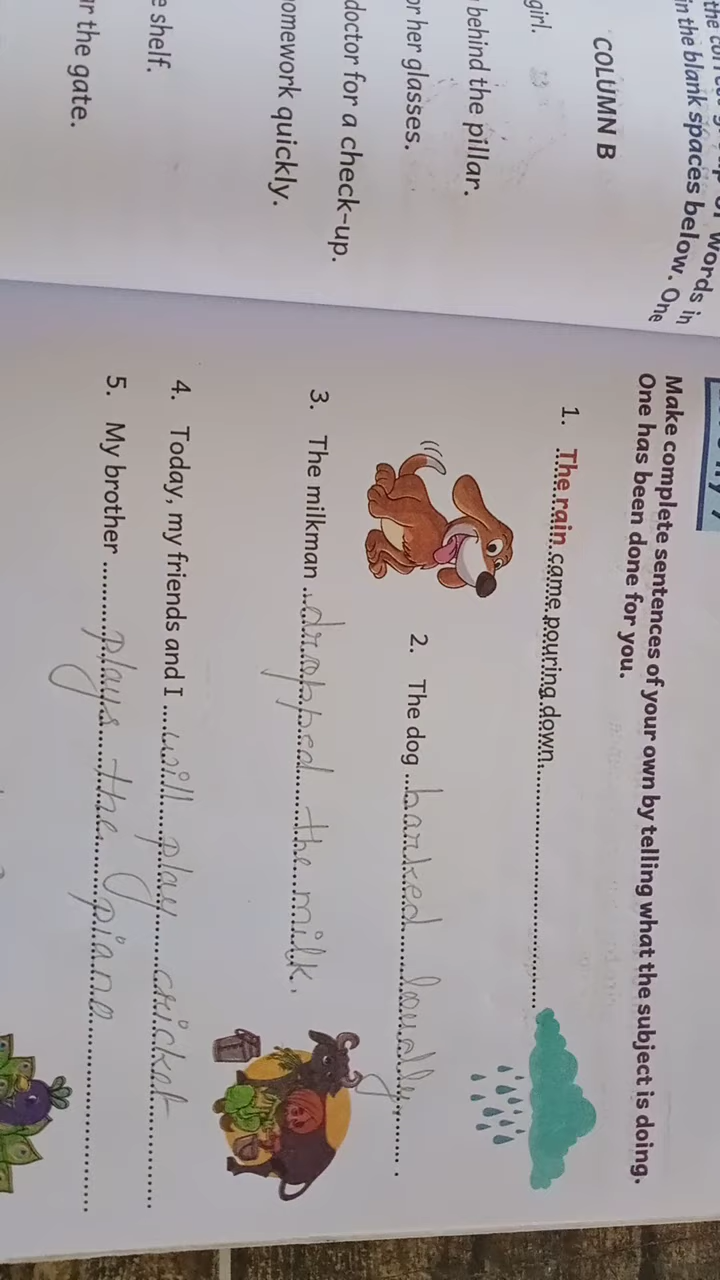 in the blank spaces below. One
COLUMN B
girl.
behind the pillar.
or her glasses.
doctor for a check-up.
omework quickly.
e shelf.
r the gate.
Make complete sentences of your own by telling what the subject is doing.
One has been done for you.
1. The rain came pouring down.
2. The dog barked loually.
3. The milkman dropped the milk.
4. Today, my friends and I will play cricket
5. My brother plays the piano